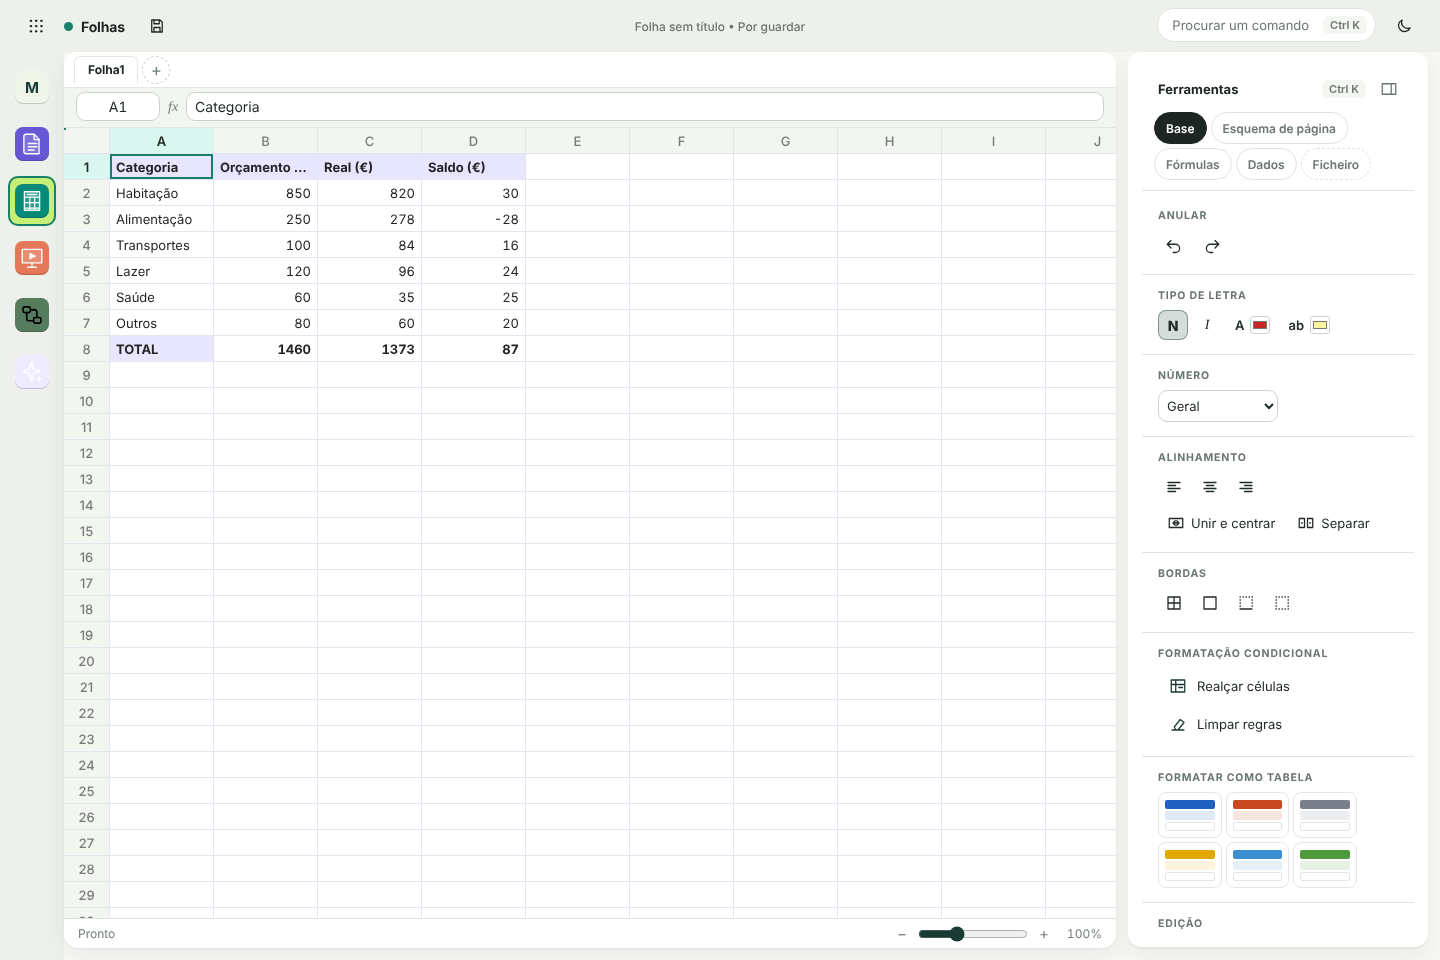 Folhas
Folha sem título • Por guardar
Procurar um comando Ctrl K
M
Folha1 +
A1 fx Categoria
A B C D E F G H I J
1 Categoria Orçamento ... Real (€) Saldo (€)
2 Habitação 850 820 30
3 Alimentação 250 278 -28
4 Transportes 100 84 16
5 Lazer 120 96 24
6 Saúde 60 35 25
7 Outros 80 60 20
8 TOTAL 1460 1373 87
9
10
11
12
13
14
15
16
17
18
19
20
21
22
23
24
25
26
27
28
29
Pronto
− + 100%
Ferramentas Ctrl K
Base Esquema de página
Fórmulas Dados Ficheiro
ANULAR
TIPO DE LETRA
N I A ab
NÚMERO
Geral
ALINHAMENTO
Unir e centrar Separar
BORDAS
FORMATAÇÃO CONDICIONAL
Realçar células
Limpar regras
FORMATAR COMO TABELA
EDIÇÃO